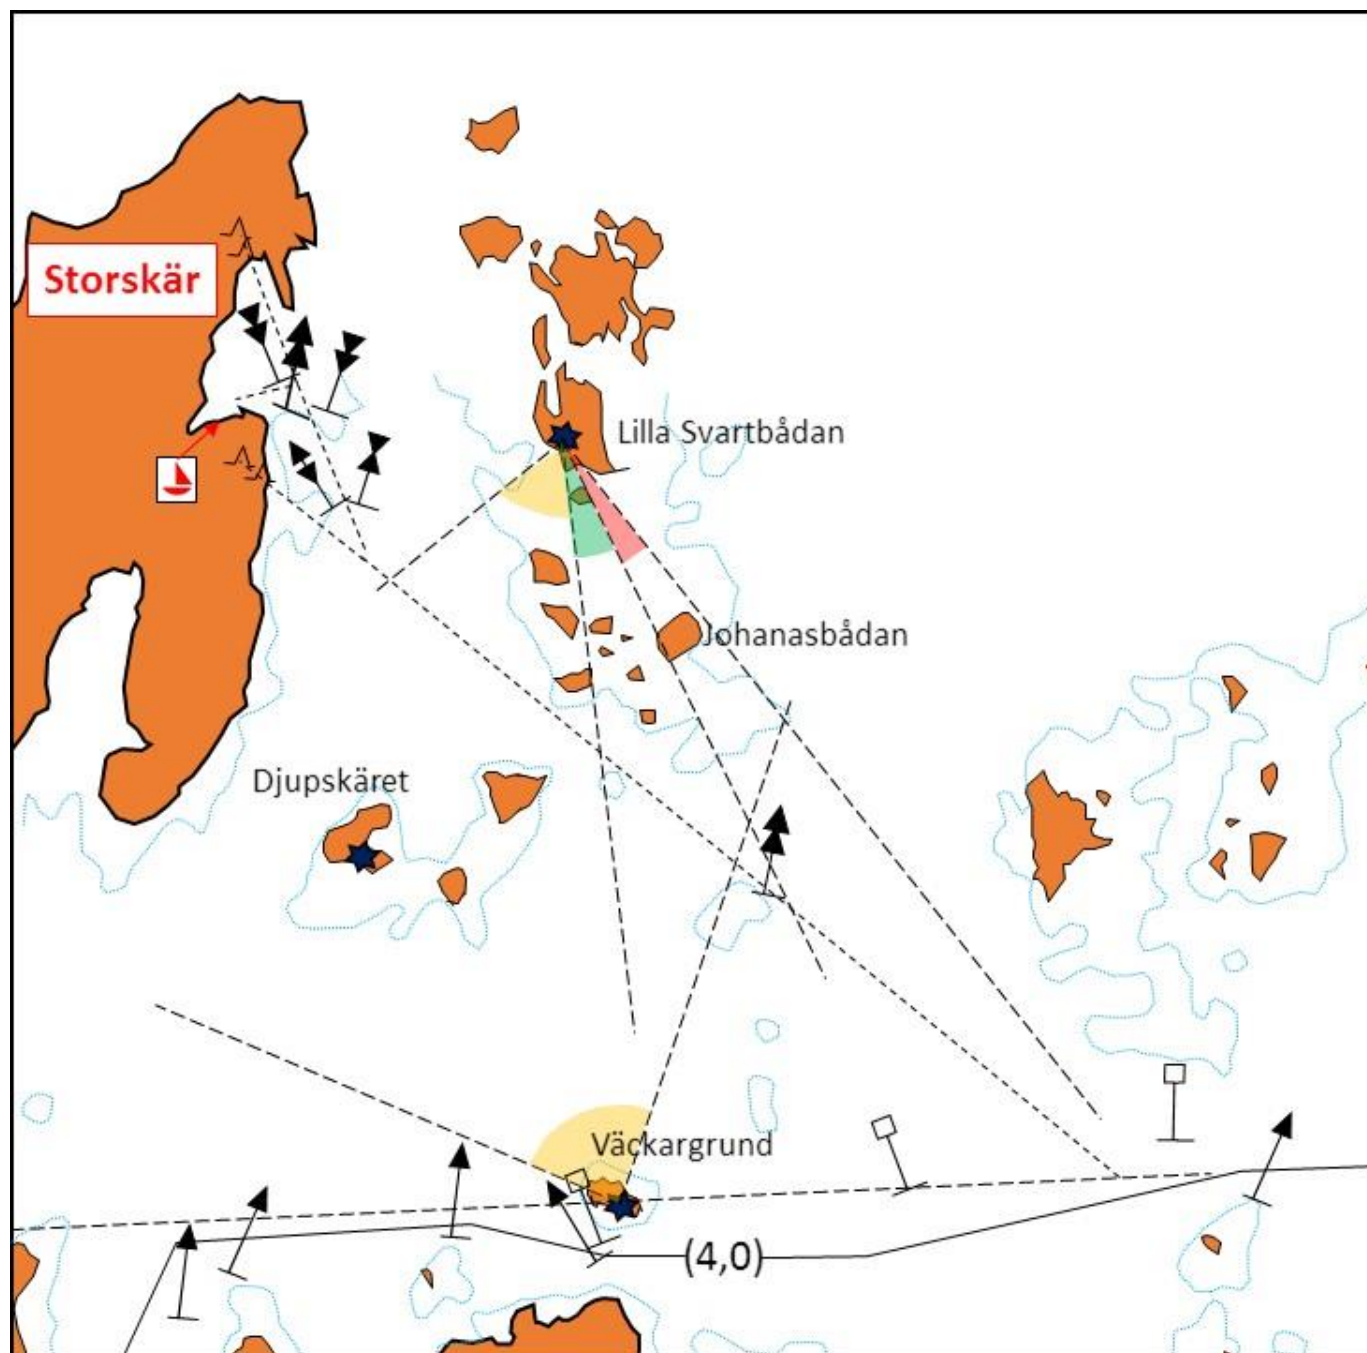 Storskär
Lilla Svartbådan
Johanasbådan
Djupskäret
Väckargrund
(4,0)